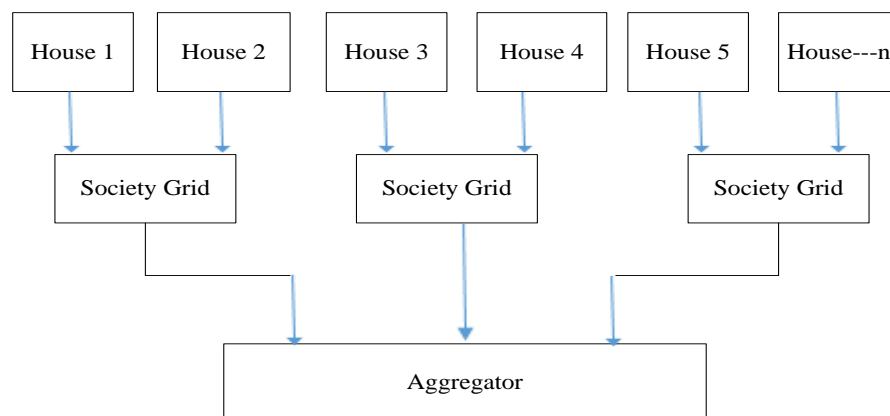 House 1
House 2
House 3
House 4
House 5
House---n
Society Grid
Society Grid
Society Grid
Aggregator